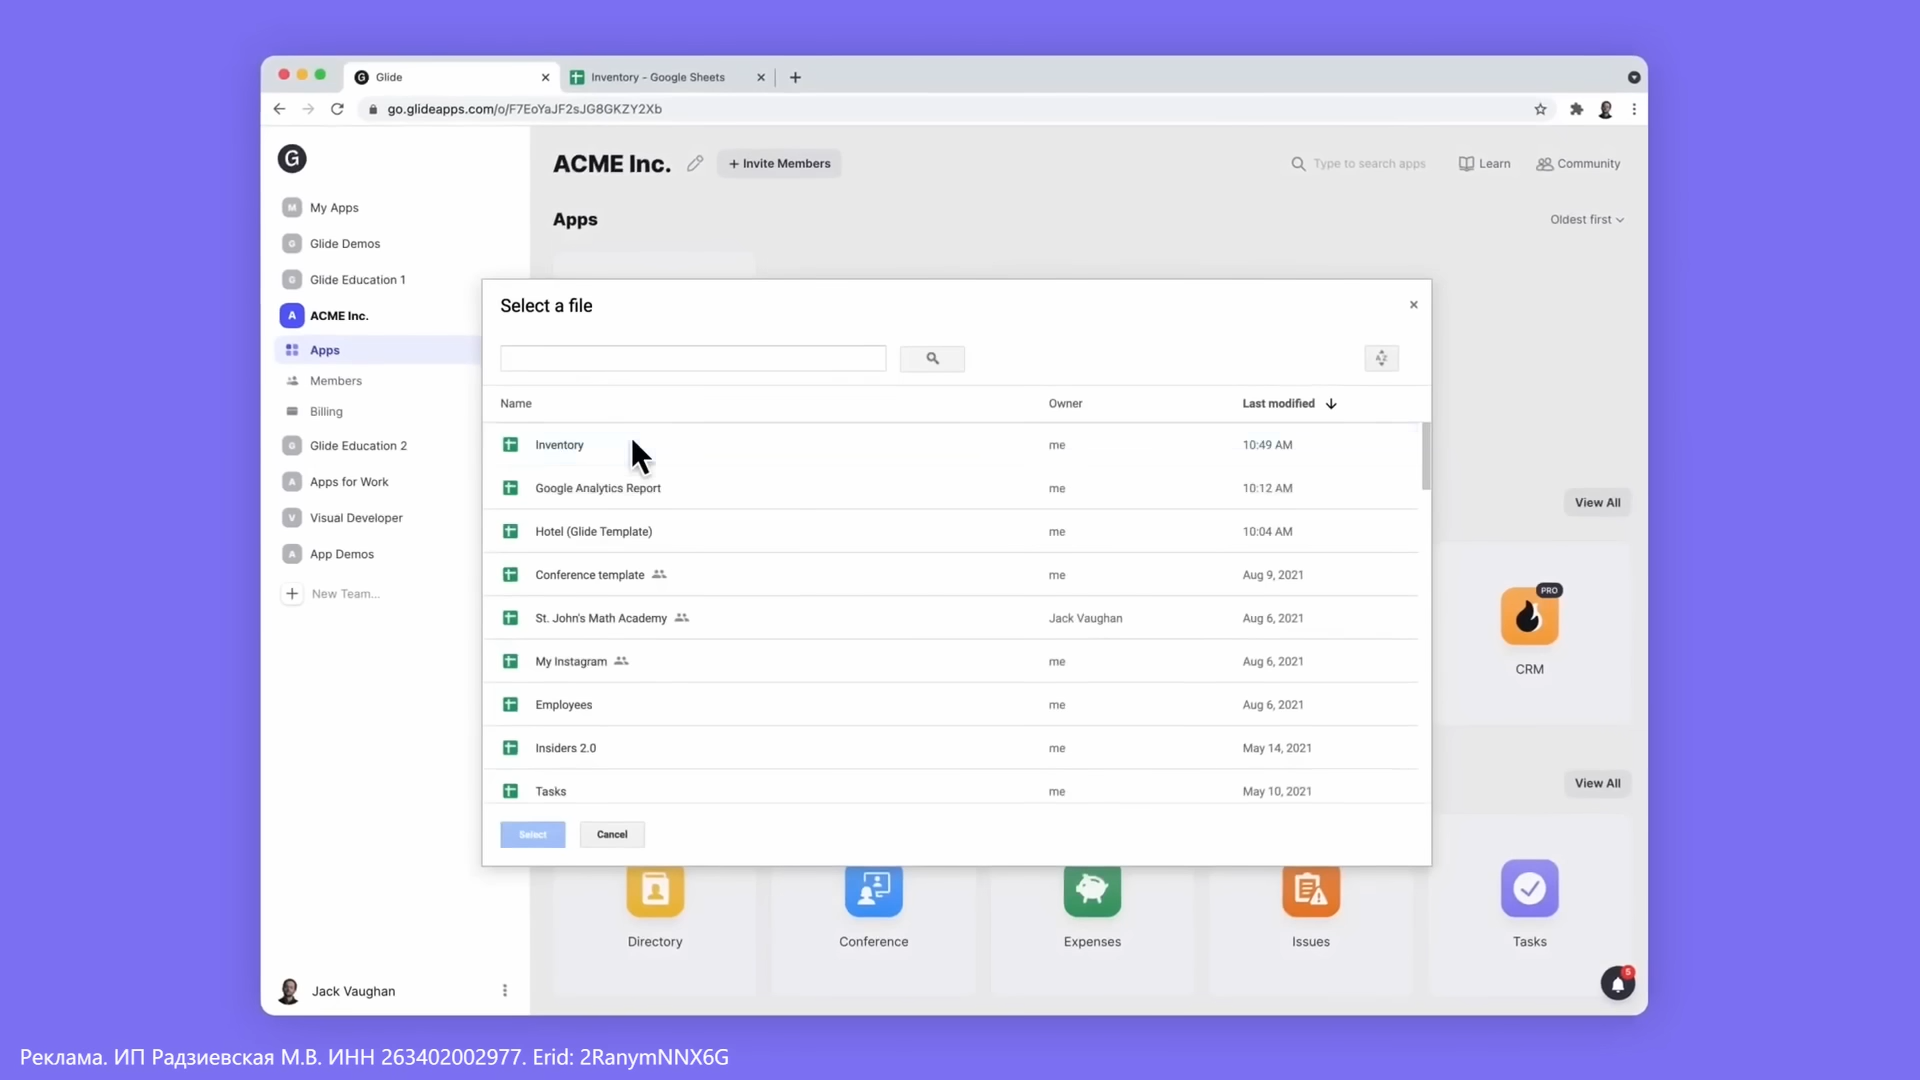 Glide
Inventory - Google Sheets
go.glideapps.com/o/F7EoYaJF2sJG8GKZY2Xb
G
ACME Inc.
+ Invite Members
Type to search apps
Learn
Community
M My Apps
G Glide Demos
G Glide Education 1
A ACME Inc.
Apps
Members
Billing
G Glide Education 2
A Apps for Work
V Visual Developer
A App Demos
+ New Team...
Jack Vaughan
Apps
Oldest first
Select a file
Name Owner Last modified
Inventory me 10:49 AM
Google Analytics Report me 10:12 AM
Hotel (Glide Template) me 10:04 AM
Conference template me Aug 9, 2021
St. John's Math Academy Jack Vaughan Aug 6, 2021
My Instagram me Aug 6, 2021
Employees me Aug 6, 2021
Insiders 2.0 me May 14, 2021
Tasks me May 10, 2021
Select Cancel
View All
PRO
CRM
View All
Directory Conference Expenses Issues Tasks
5
Реклама. ИП Радзиевская М.В. ИНН 263402002977. Erid: 2RanymNNX6G